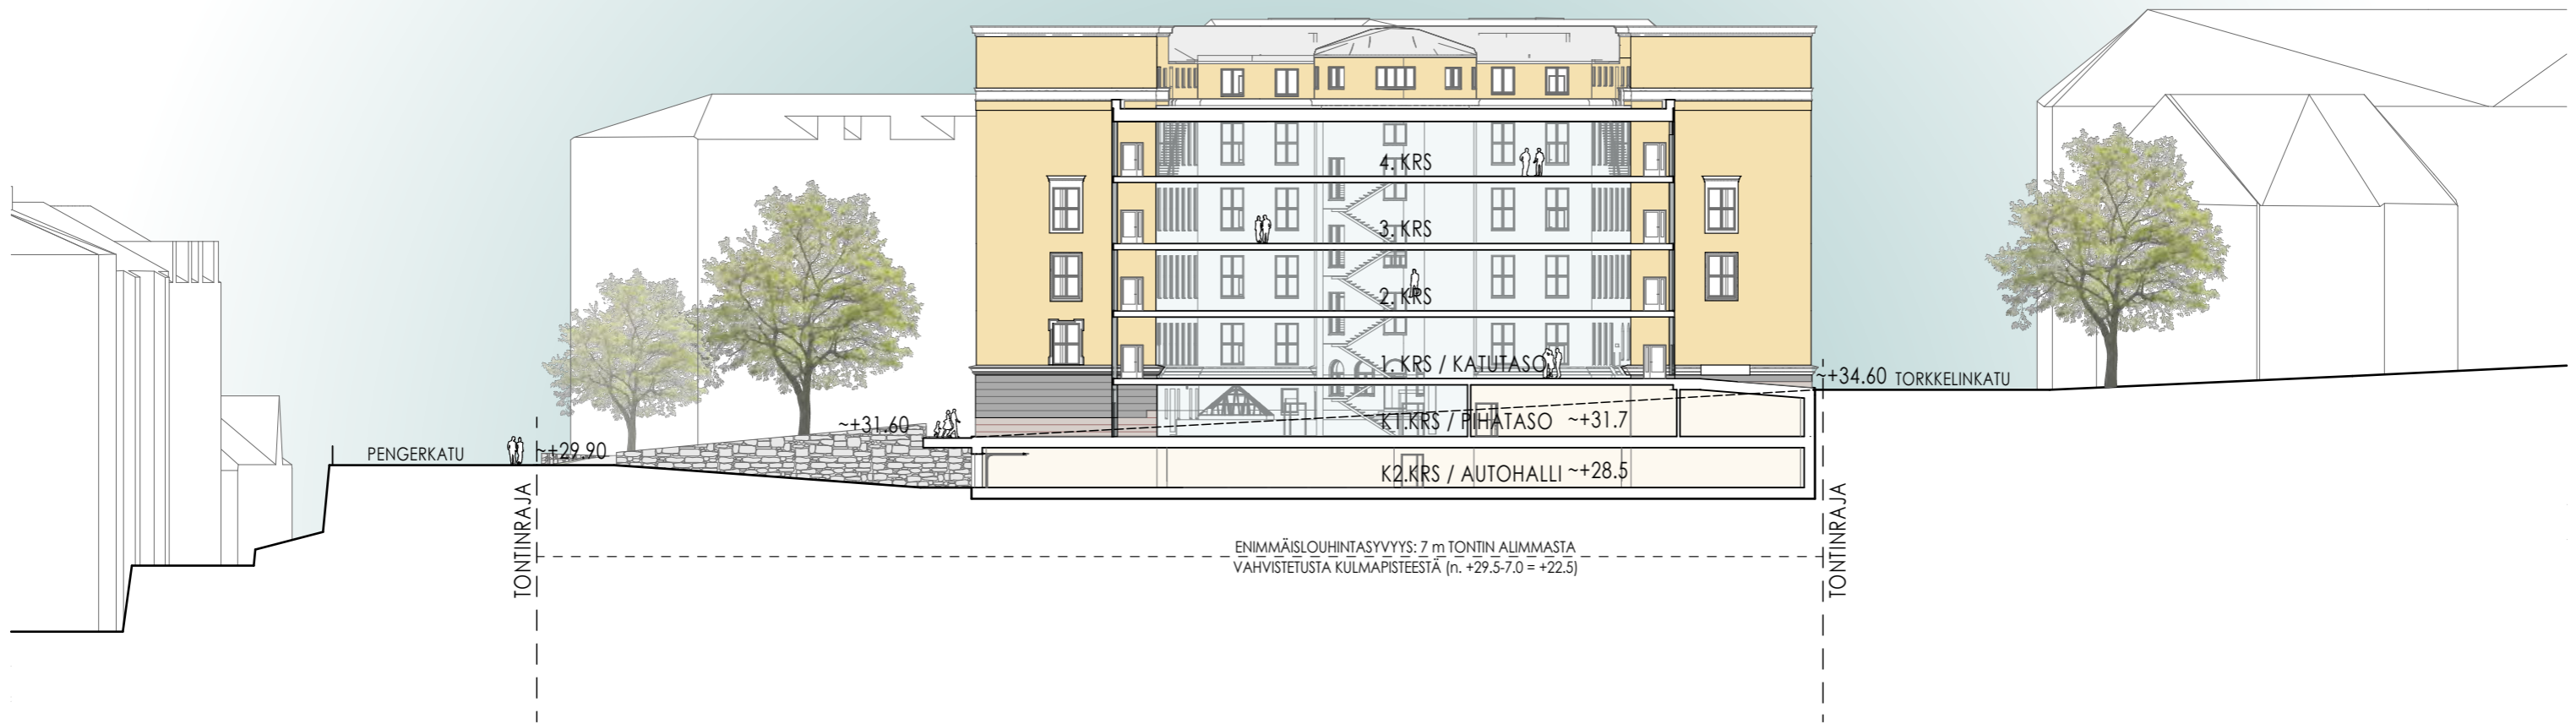 4. KRS
3. KRS
2. KRS
1. KRS / KATUTASO
~+34.60 TORKKELINKATU
~+31.60
K1.KRS / PIHATASO ~+31.7
PENGERKATU
~+29.90
K2.KRS / AUTOHALLI ~+28.5
TONTINRAJA
TONTINRAJA
ENIMMÄISLOUHINTASYVYYS: 7 m TONTIN ALIMMASTA
VAHVISTETUSTA KULMAPISTEESTÄ (n. +29.5-7.0 = +22.5)